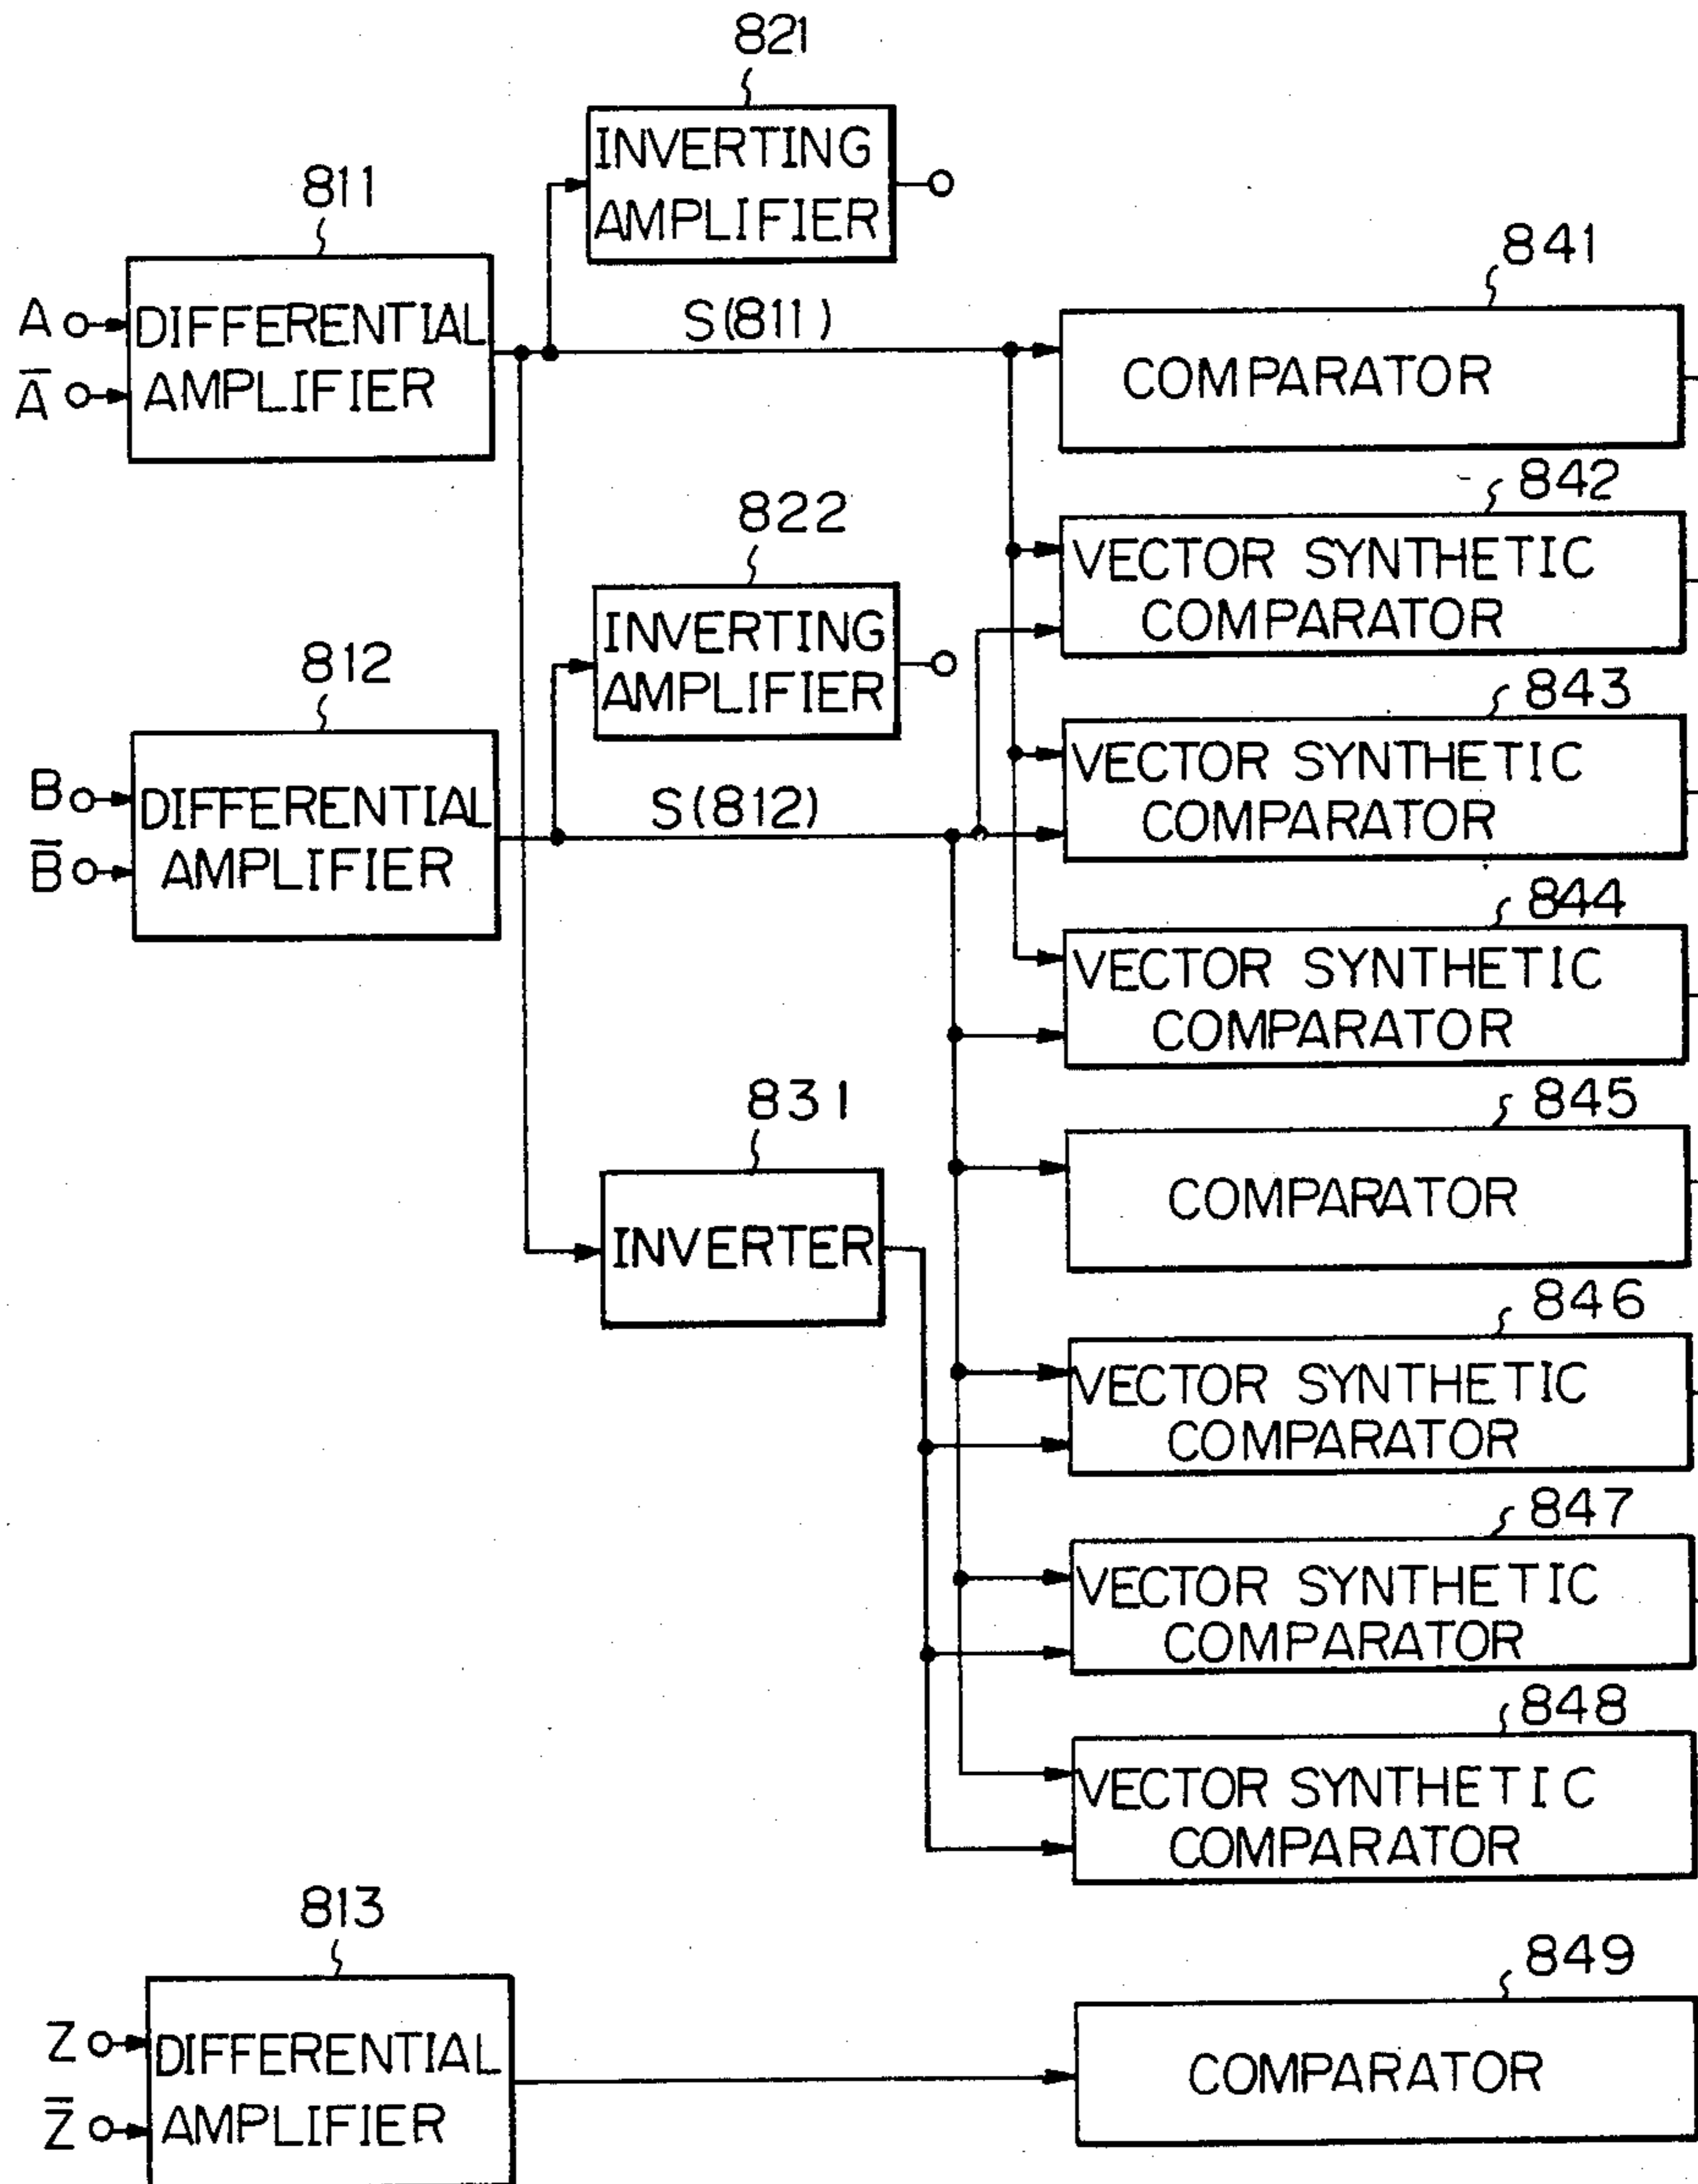 821
INVERTING
AMPLIFIER
811
A
A̅
DIFFERENTIAL
AMPLIFIER
S(811)
841
COMPARATOR
842
VECTOR SYNTHETIC
COMPARATOR
822
INVERTING
AMPLIFIER
812
B
B̅
DIFFERENTIAL
AMPLIFIER
S(812)
843
VECTOR SYNTHETIC
COMPARATOR
844
VECTOR SYNTHETIC
COMPARATOR
831
INVERTER
845
COMPARATOR
846
VECTOR SYNTHETIC
COMPARATOR
847
VECTOR SYNTHETIC
COMPARATOR
848
VECTOR SYNTHETIC
COMPARATOR
813
Z
Z̅
DIFFERENTIAL
AMPLIFIER
849
COMPARATOR